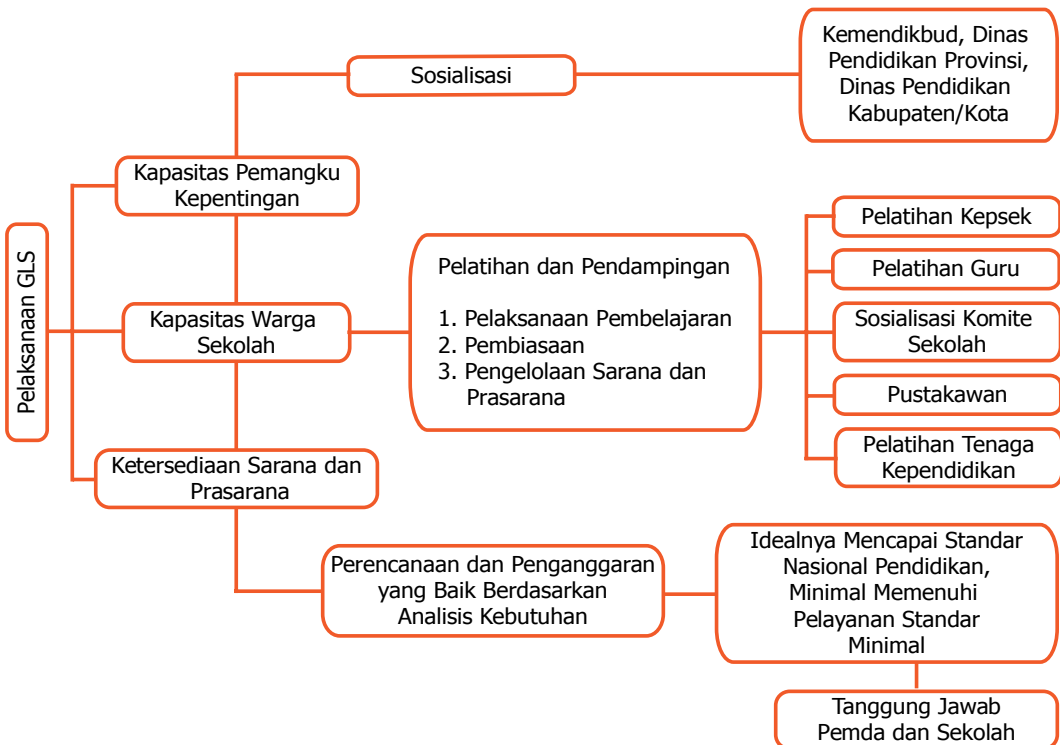 Pelaksanaan GLS
Kapasitas Pemangku
Kepentingan
Sosialisasi
Kemendikbud, Dinas
Pendidikan Provinsi,
Dinas Pendidikan
Kabupaten/Kota
Kapasitas Warga
Sekolah
Pelatihan dan Pendampingan
1. Pelaksanaan Pembelajaran
2. Pembiasaan
3. Pengelolaan Sarana dan
Prasarana
Pelatihan Kepsek
Pelatihan Guru
Sosialisasi Komite
Sekolah
Pustakawan
Pelatihan Tenaga
Kependidikan
Ketersediaan Sarana dan
Prasarana
Perencanaan dan Penganggaran
yang Baik Berdasarkan
Analisis Kebutuhan
Idealnya Mencapai Standar
Nasional Pendidikan,
Minimal Memenuhi
Pelayanan Standar
Minimal
Tanggung Jawab
Pemda dan Sekolah